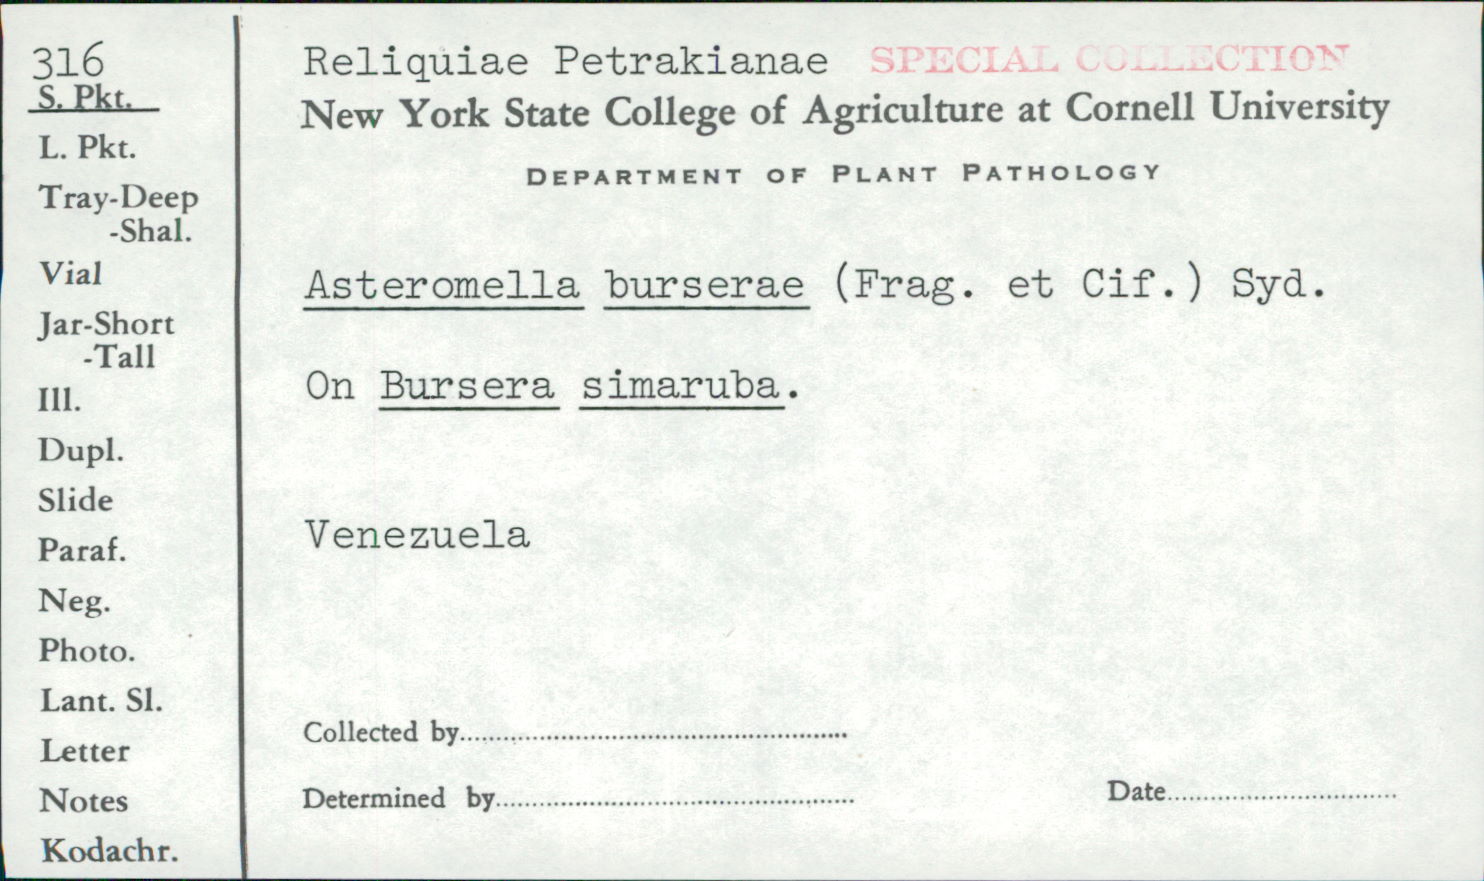 316
S. Pkt.
L. Pkt.
Tray-Deep
-Shal.
Vial
Jar-Short
-Tall
Ill.
Dupl.
Slide
Paraf.
Neg.
Photo.
Lant. Sl.
Letter
Notes
Kodachr.
Reliquiae Petrakianae SPECIAL COLLECTION
New York State College of Agriculture at Cornell University
DEPARTMENT OF PLANT PATHOLOGY
Asteromella burserae (Frag. et Cif.) Syd.
On Bursera simaruba.
Venezuela
Collected by
Determined by
Date